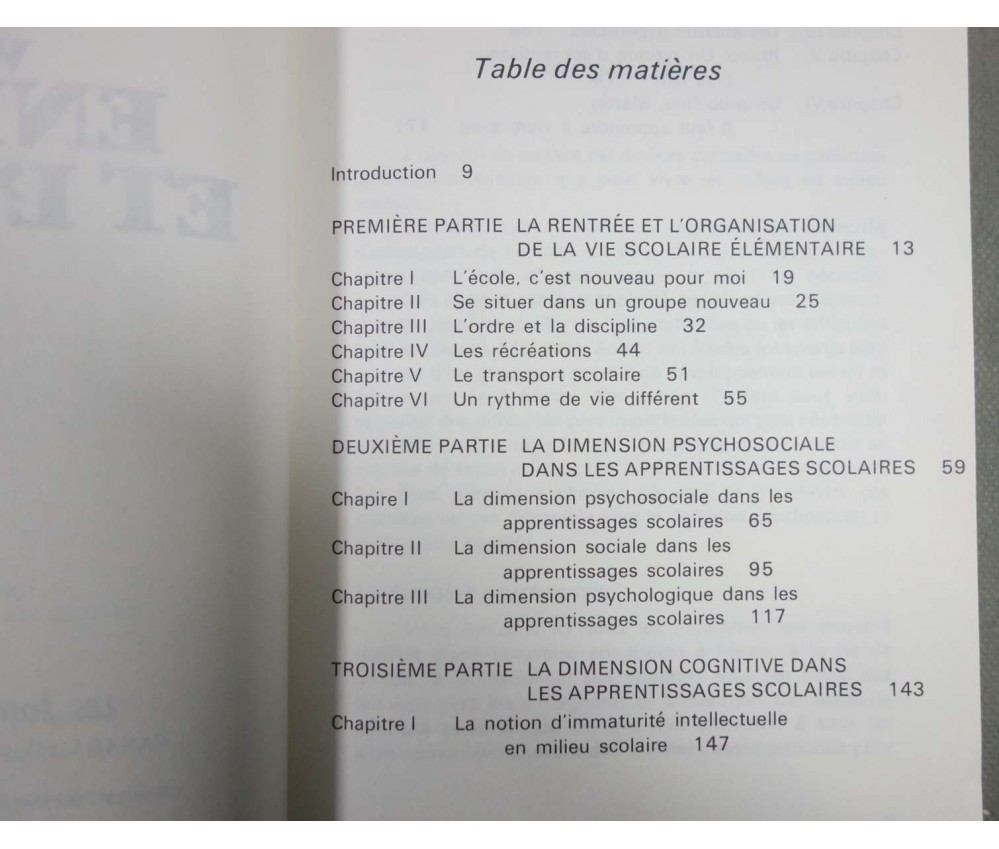 Table des matières
Introduction 9
PREMIÈRE PARTIE LA RENTRÉE ET L'ORGANISATION
DE LA VIE SCOLAIRE ÉLÉMENTAIRE 13
Chapitre I L'école, c'est nouveau pour moi 19
Chapitre II Se situer dans un groupe nouveau 25
Chapitre III L'ordre et la discipline 32
Chapitre IV Les récréations 44
Chapitre V Le transport scolaire 51
Chapitre VI Un rythme de vie différent 55
DEUXIÈME PARTIE LA DIMENSION PSYCHOSOCIALE
DANS LES APPRENTISSAGES SCOLAIRES 59
Chapire I La dimension psychosociale dans les
apprentissages scolaires 65
Chapitre II La dimension sociale dans les
apprentissages scolaires 95
Chapitre III La dimension psychologique dans les
apprentissages scolaires 117
TROISIÈME PARTIE LA DIMENSION COGNITIVE DANS
LES APPRENTISSAGES SCOLAIRES 143
Chapitre I La notion d'immaturité intellectuelle
en milieu scolaire 147